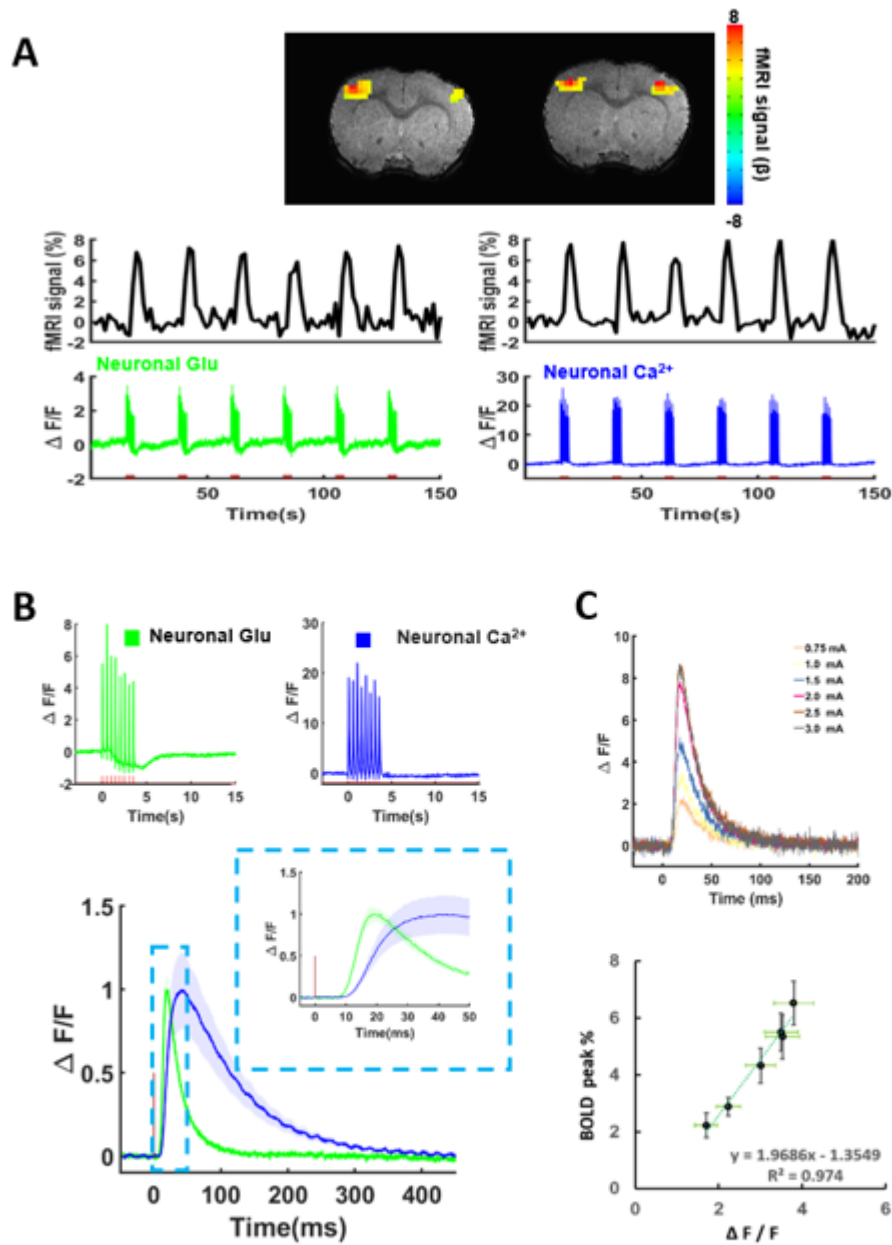 A
8
fMRI signal (β)
-8
fMRI signal (%)
8
6
4
2
0
-2
Neuronal Glu
Δ F/F
4
2
0
-2
50 100 150
Time(s)
fMRI signal (%)
8
6
4
2
0
-2
Neuronal Ca²⁺
Δ F/F
30
20
10
0
50 100 150
Time(s)
B
Neuronal Glu
Δ F/F
8
6
4
2
0
-2
0 5 10 15
Time(s)
Neuronal Ca²⁺
Δ F/F
30
20
10
0
0 5 10 15
Time(s)
Δ F/F
1.5
1
0.5
0
0 100 200 300 400
Time(ms)
Δ F/F
1.5
1
0.5
0
0 10 20 30 40 50
Time(ms)
C
Δ F/F
10
8
6
4
2
0
0.75 mA
1.0 mA
1.5 mA
2.0 mA
2.5 mA
3.0 mA
0 50 100 150 200
Time (ms)
BOLD peak %
8
6
4
2
0
y = 1.9686x - 1.3549
R² = 0.974
0 2 4 6
Δ F / F